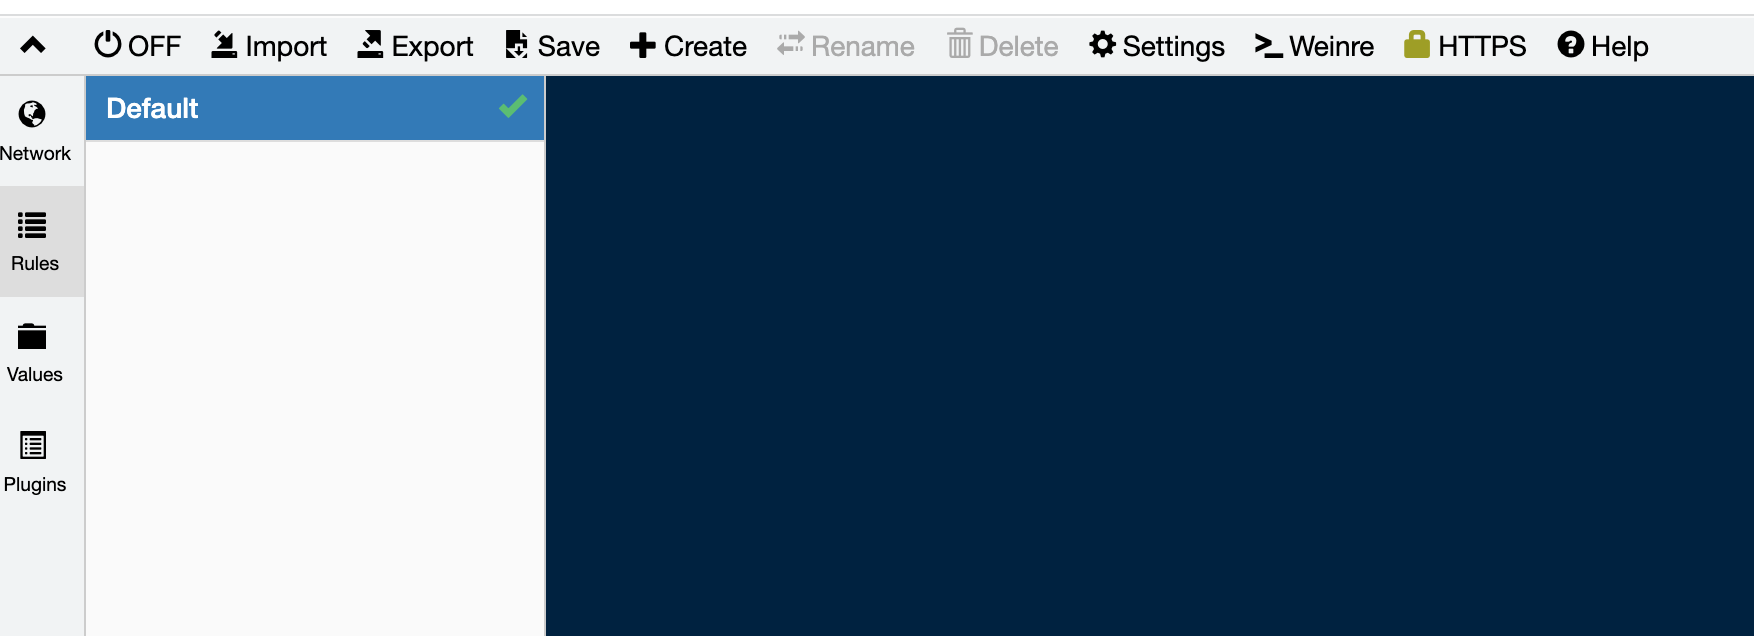 OFF Import Export Save Create Rename Delete Settings Weinre HTTPS Help
Network
Rules
Values
Plugins
Default